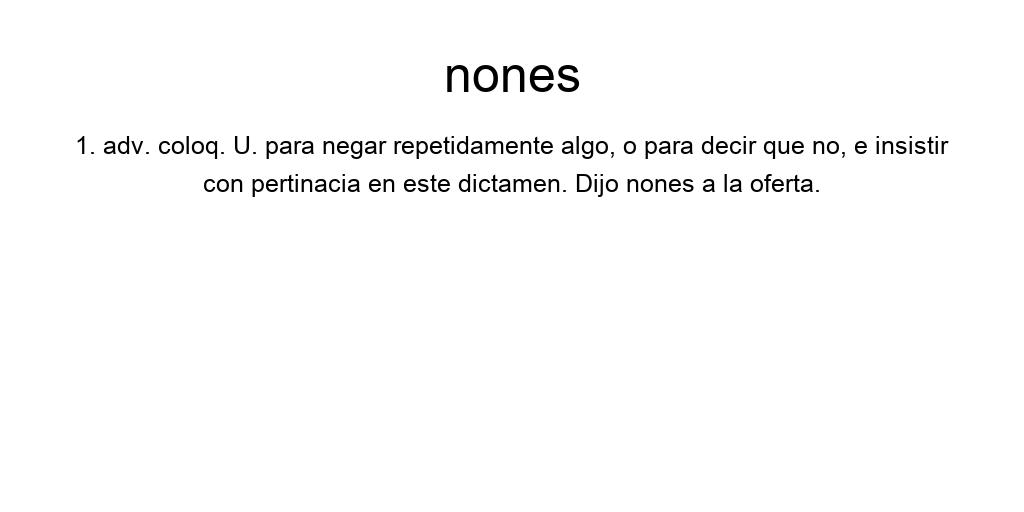 nones
1. adv. coloq. U. para negar repetidamente algo, o para decir que no, e insistir
con pertinacia en este dictamen. Dijo nones a la oferta.